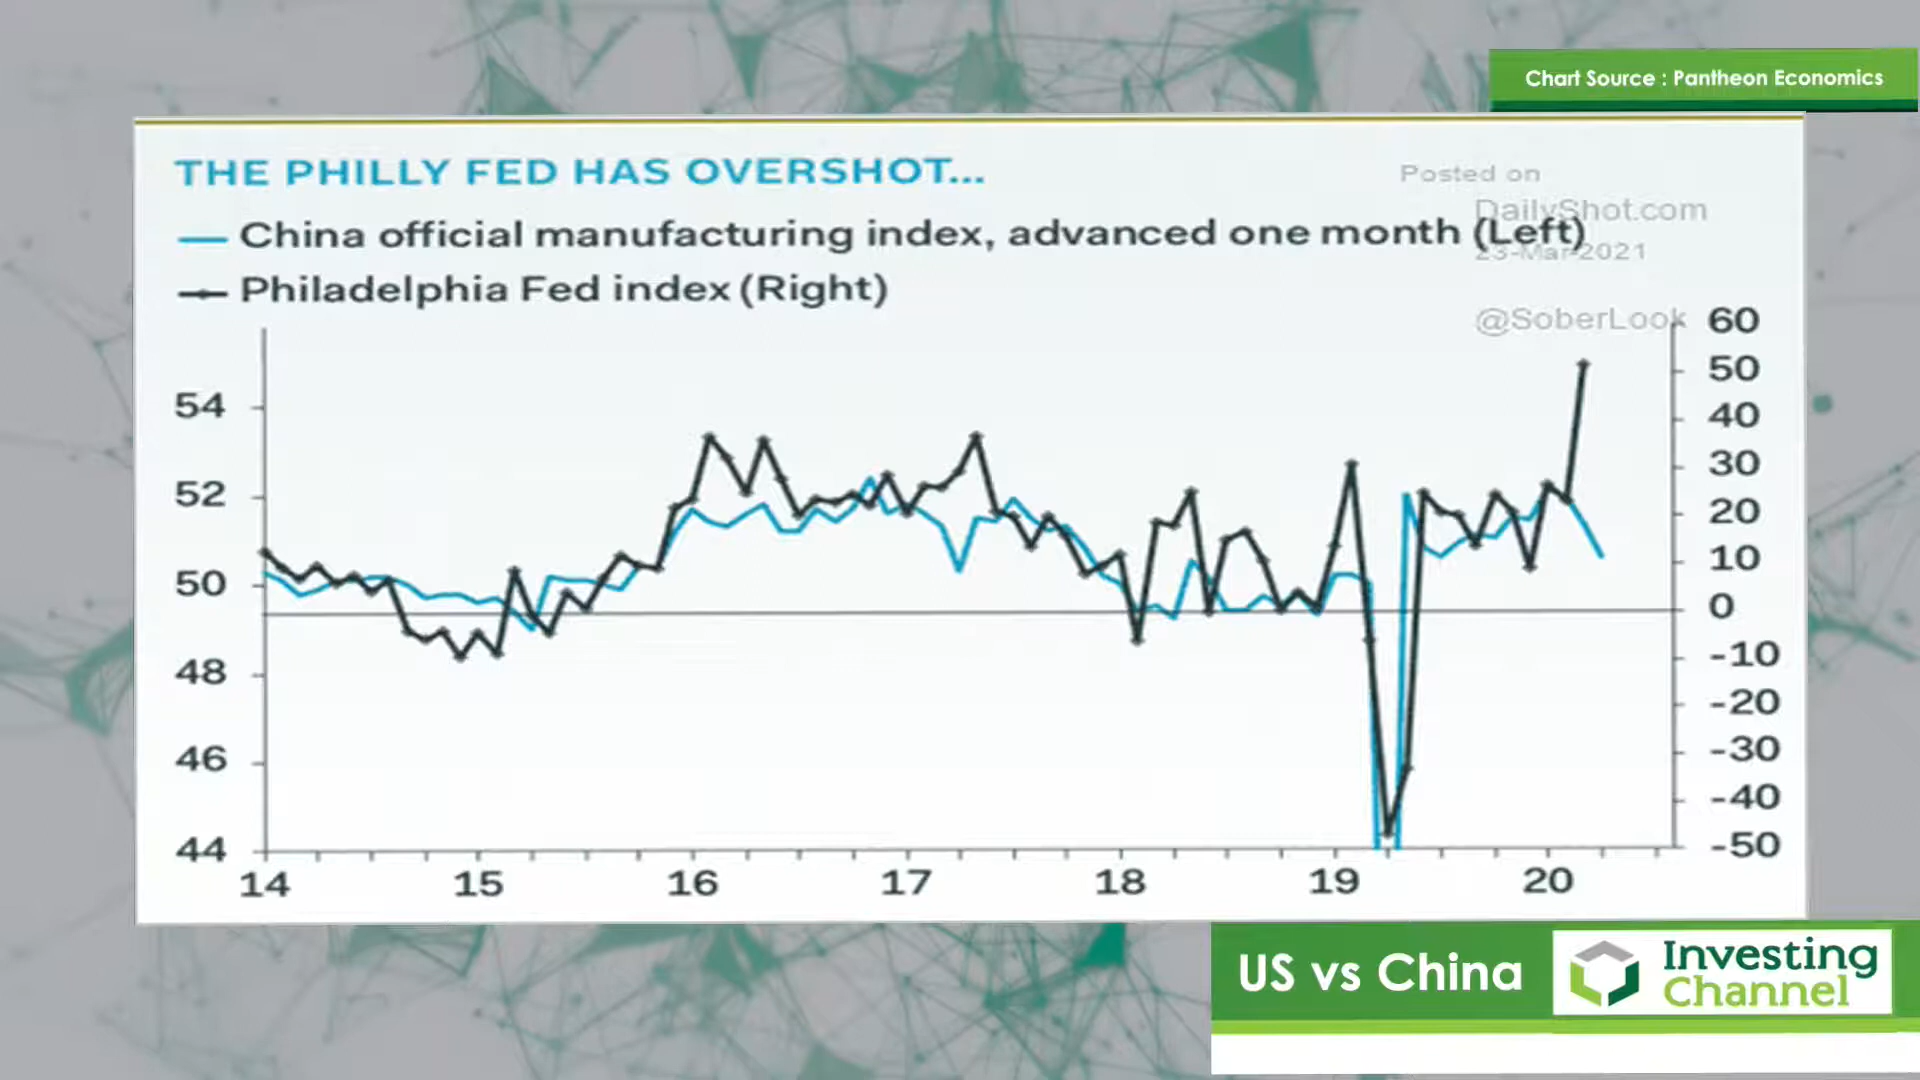 Chart Source : Pantheon Economics
THE PHILLY FED HAS OVERSHOT...
Posted on
DailyShot.com
China official manufacturing index, advanced one month (Left)
23-Mar-2021
Philadelphia Fed index (Right)
@SoberLook
60
50
54
40
30
52
20
10
50
0
-10
48
-20
-30
46
-40
44
-50
14 15 16 17 18 19 20
US vs China
Investing
Channel